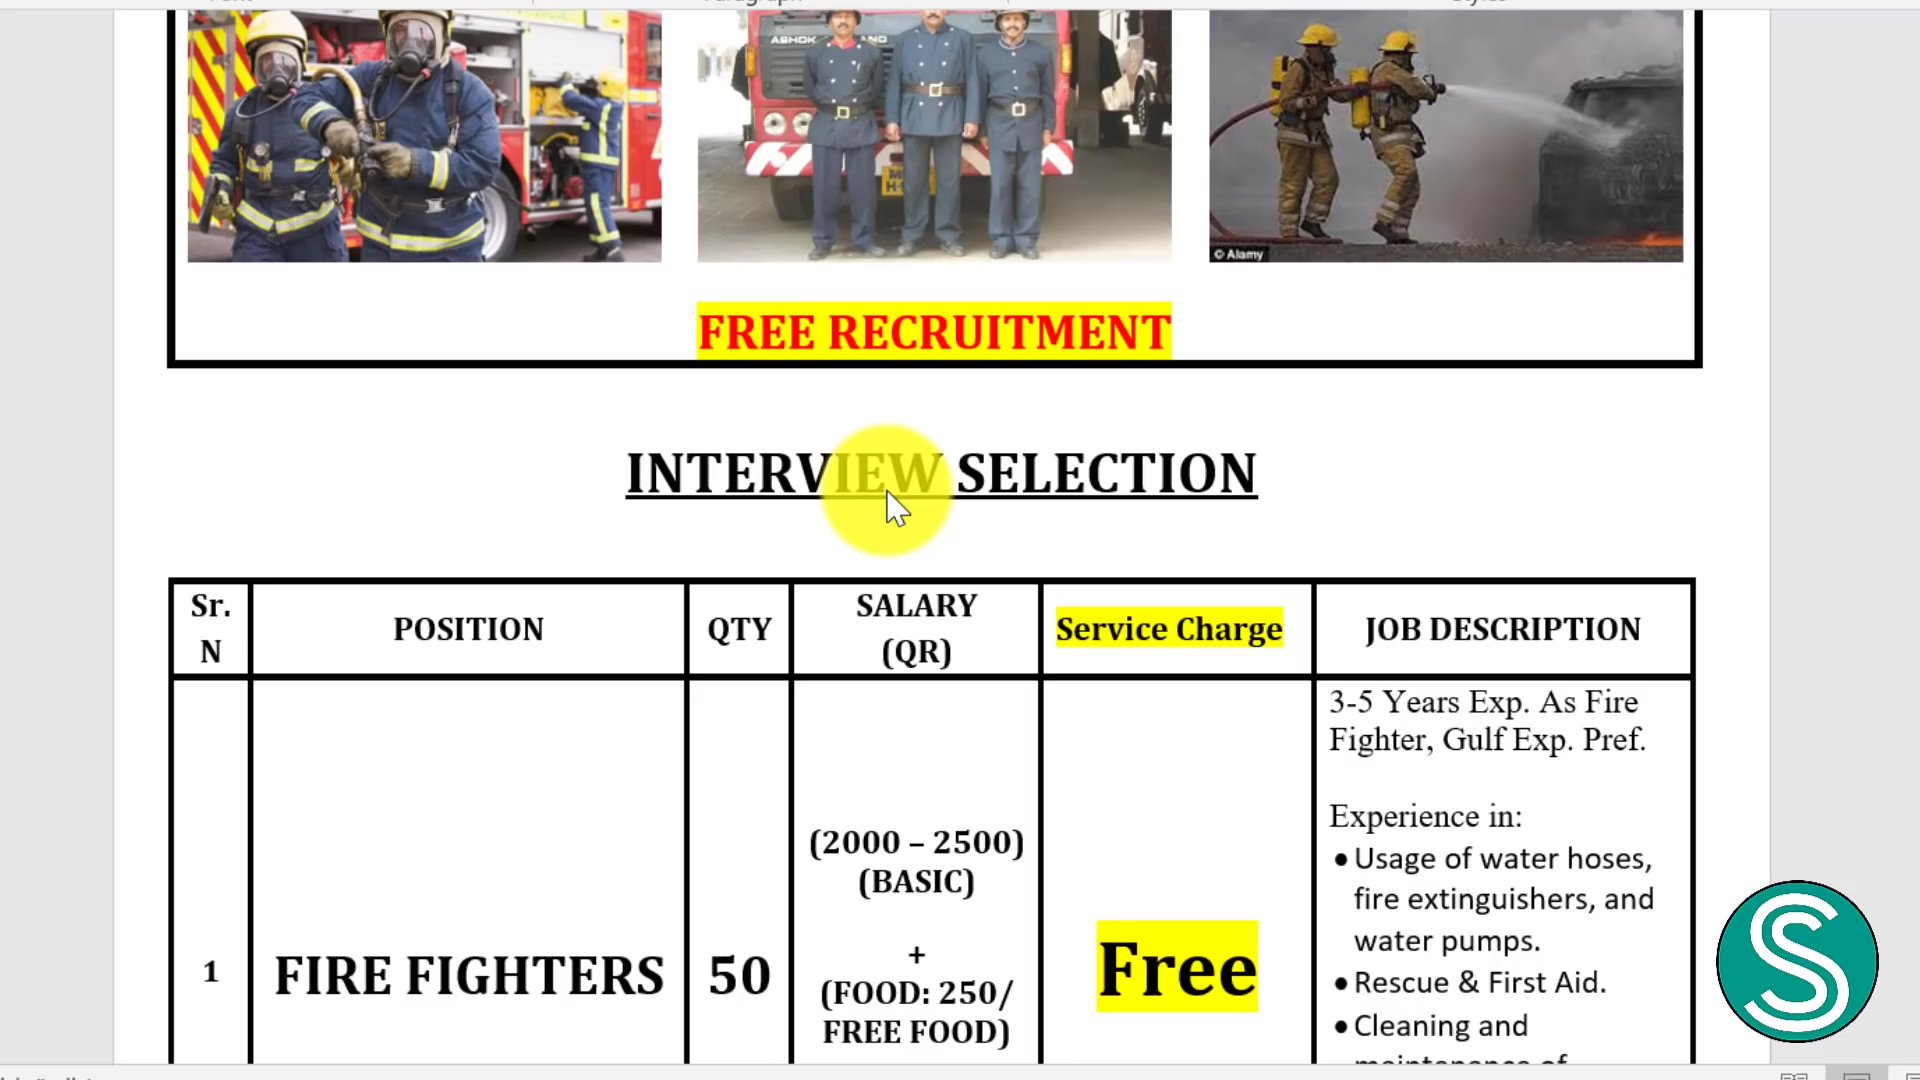 ASHOK
© Alamy
FREE RECRUITMENT
INTERVIEW SELECTION
Sr.
N
POSITION
QTY
SALARY
(QR)
Service Charge
JOB DESCRIPTION
1
FIRE FIGHTERS
50
(2000 – 2500)
(BASIC)
+
(FOOD: 250/
FREE FOOD)
Free
3-5 Years Exp. As Fire
Fighter, Gulf Exp. Pref.
Experience in:
• Usage of water hoses,
fire extinguishers, and
water pumps.
• Rescue & First Aid.
• Cleaning and